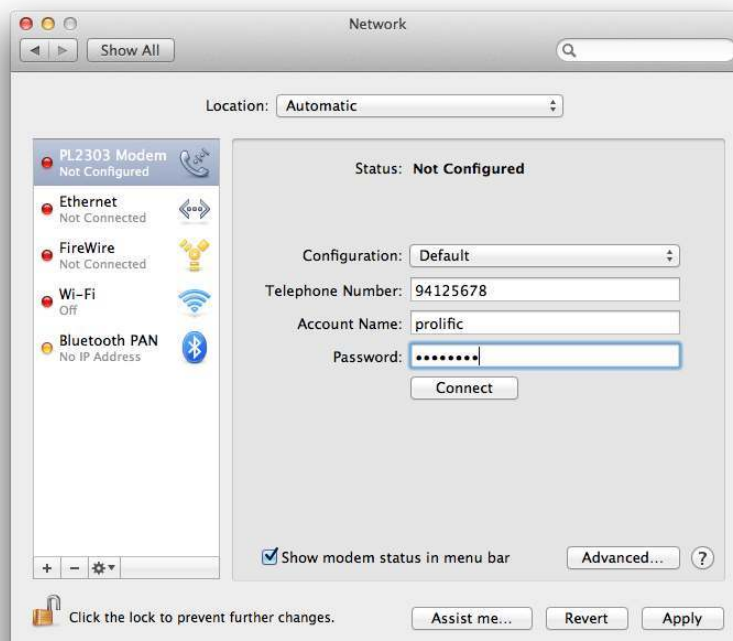 Network
Show All
Location: Automatic
PL2303 Modem
Not Configured
Ethernet
Not Connected
FireWire
Not Connected
Wi-Fi
Off
Bluetooth PAN
No IP Address
Status: Not Configured
Configuration: Default
Telephone Number: 94125678
Account Name: prolific
Password: ••••••••
Connect
Show modem status in menu bar
Advanced...
?
Click the lock to prevent further changes.
Assist me...
Revert
Apply